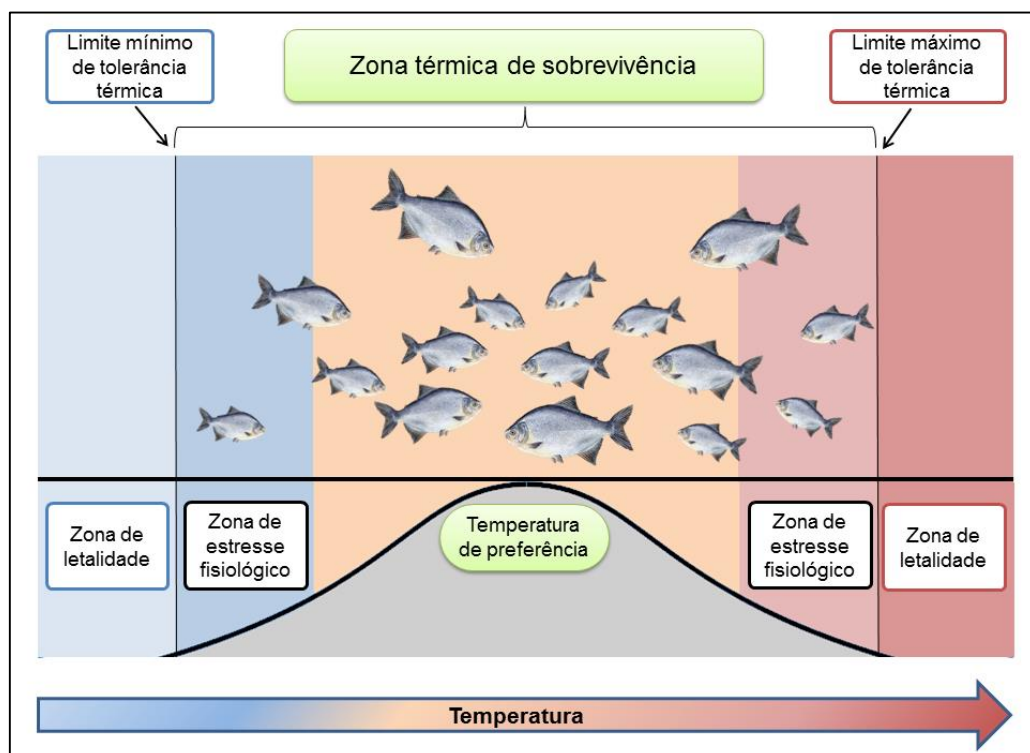 Limite mínimo
de tolerância
térmica
Zona térmica de sobrevivência
Limite máximo
de tolerância
térmica
Zona de
letalidade
Zona de
estresse
fisiológico
Temperatura
de preferência
Zona de
estresse
fisiológico
Zona de
letalidade
Temperatura